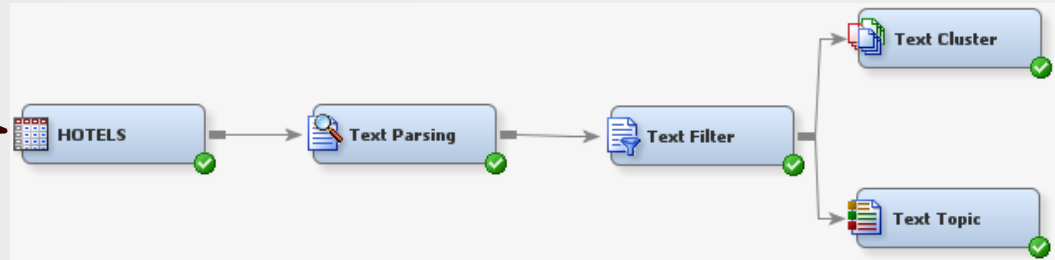 HOTELS
Text Parsing
Text Filter
Text Cluster
Text Topic